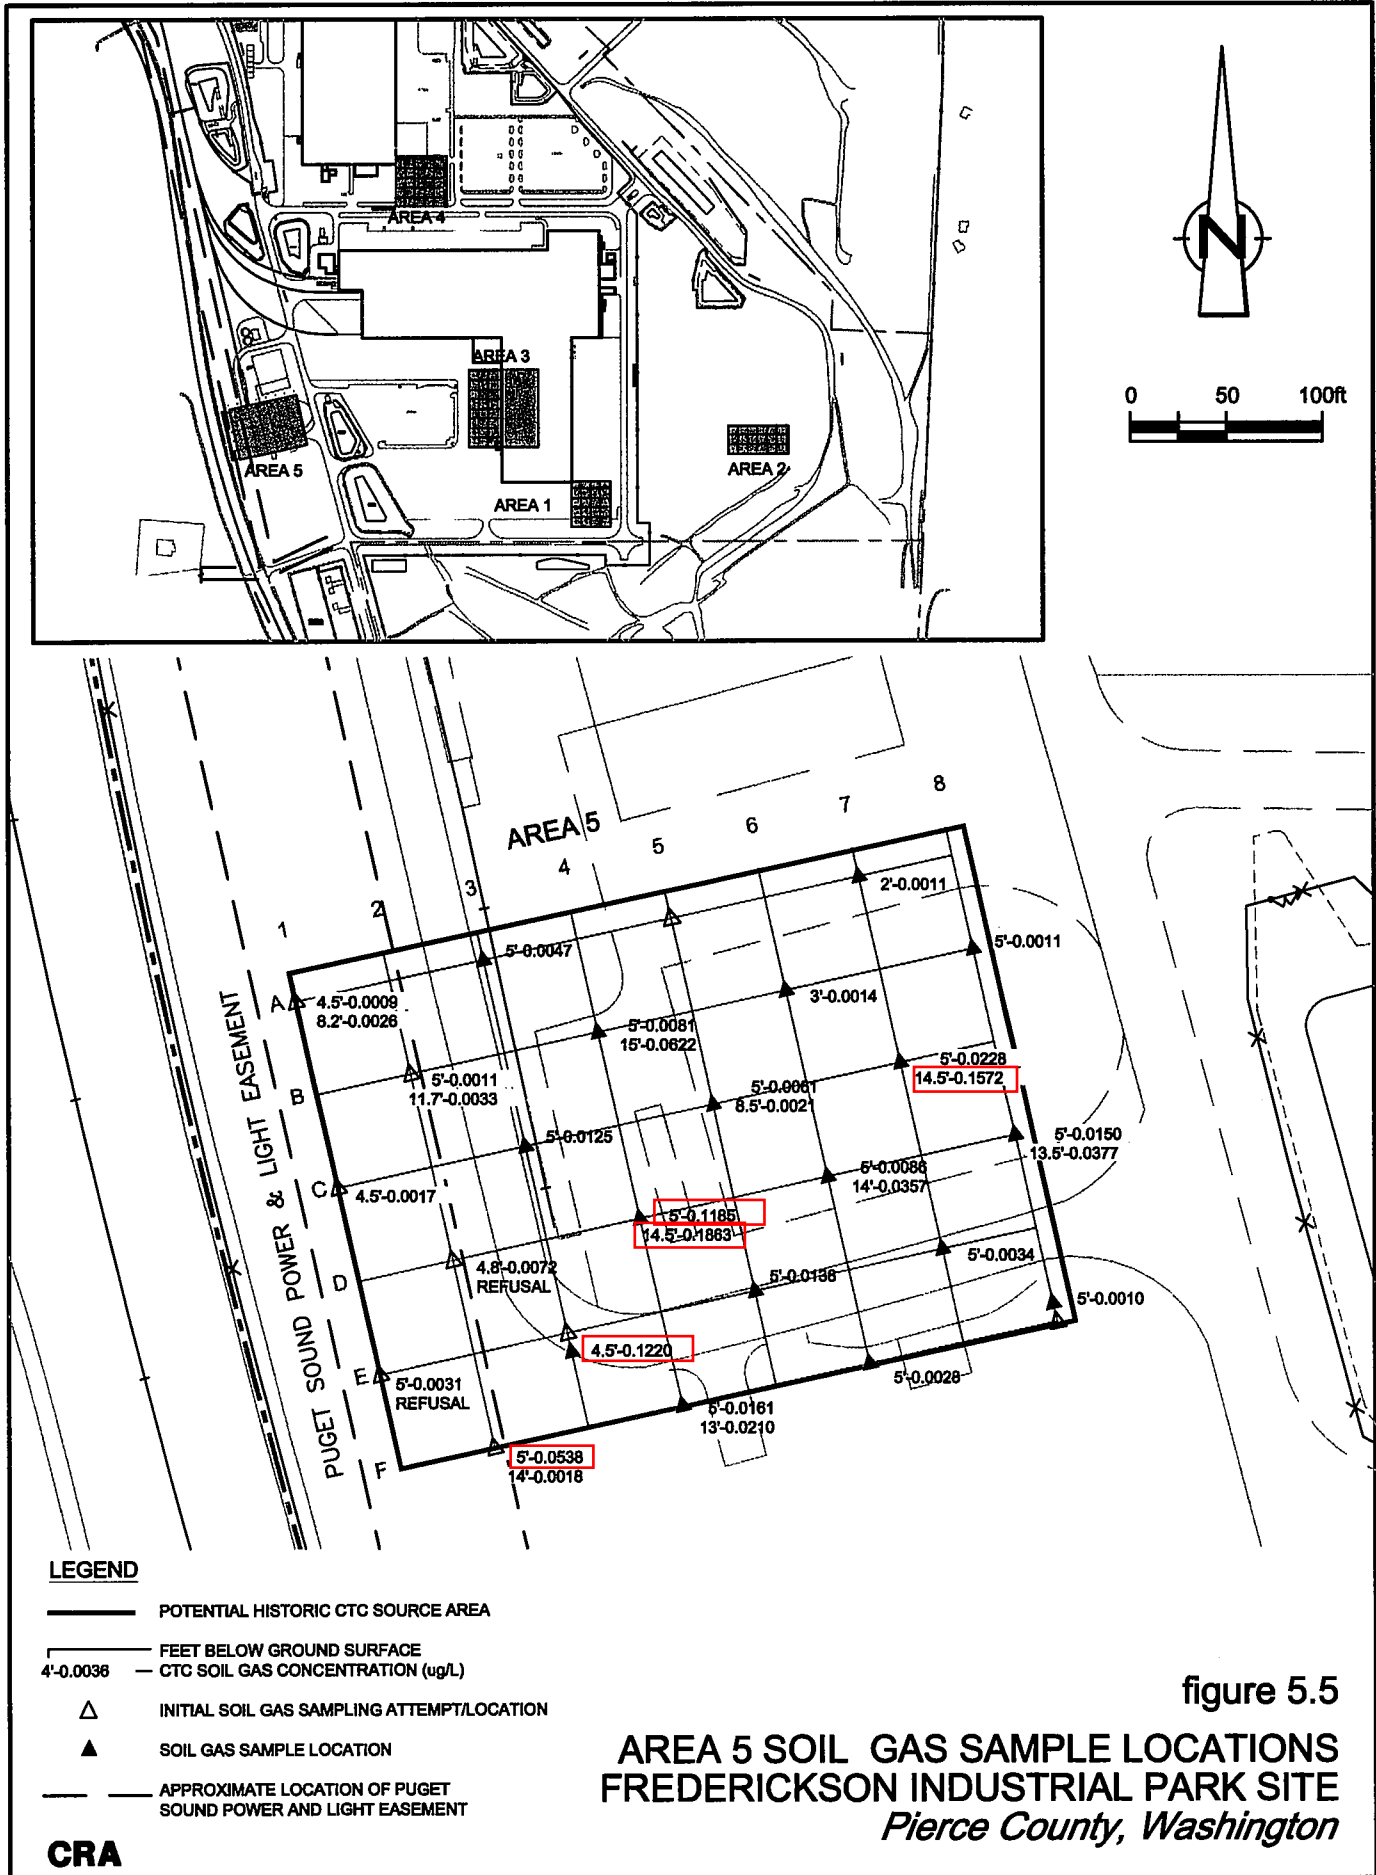 AREA 4
AREA 3
AREA 5
AREA 2
AREA 1
N
0 50 100ft
AREA 5
1 2 3 4 5 6 7 8
A
B
C
D
E
F
PUGET SOUND POWER & LIGHT EASEMENT
2'-0.0011
5'-0.0047
5'-0.0011
4.5'-0.0009
8.2'-0.0026
3'-0.0014
5'-0.0081
15'-0.0622
5'-0.0228
14.5'-0.1572
5'-0.0011
11.7'-0.0033
8.5'-0.0021
5'-0.0125
5'-0.0150
13.5'-0.0377
5'-0.0086
14'-0.0357
4.5'-0.0017
5'-0.1185
14.5'-0.1883
5'-0.0034
4.8'-0.0072
REFUSAL
5'-0.0136
5'-0.0010
4.5'-0.1220
5'-0.0028
5'-0.0031
REFUSAL
5'-0.0161
13'-0.0210
5'-0.0538
14'-0.0018
LEGEND
POTENTIAL HISTORIC CTC SOURCE AREA
FEET BELOW GROUND SURFACE
4'-0.0036 — CTC SOIL GAS CONCENTRATION (ug/L)
INITIAL SOIL GAS SAMPLING ATTEMPT/LOCATION
SOIL GAS SAMPLE LOCATION
APPROXIMATE LOCATION OF PUGET
SOUND POWER AND LIGHT EASEMENT
CRA
figure 5.5
AREA 5 SOIL GAS SAMPLE LOCATIONS
FREDERICKSON INDUSTRIAL PARK SITE
Pierce County, Washington